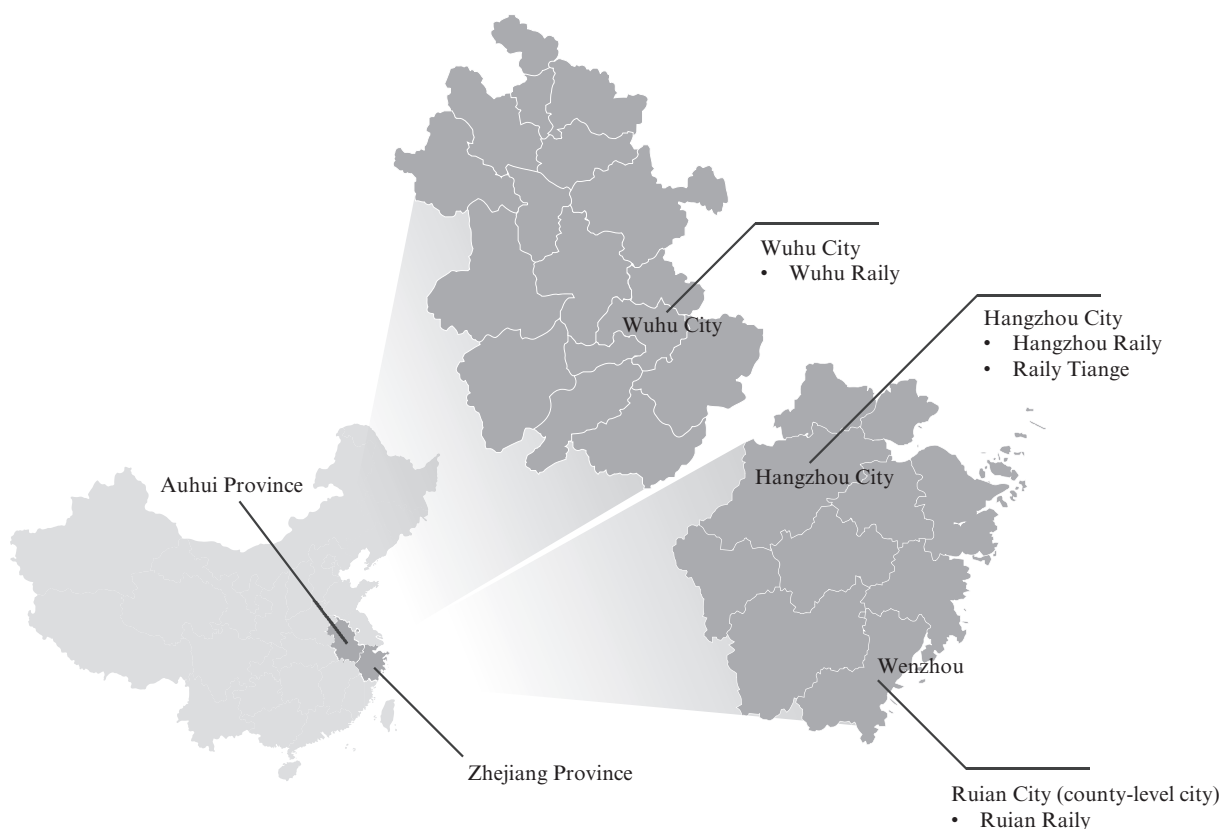 Wuhu City
• Wuhu Raily
Wuhu City
Hangzhou City
• Hangzhou Raily
• Raily Tiange
Hangzhou City
Auhui Province
Wenzhou
Zhejiang Province
Ruian City (county-level city)
• Ruian Raily